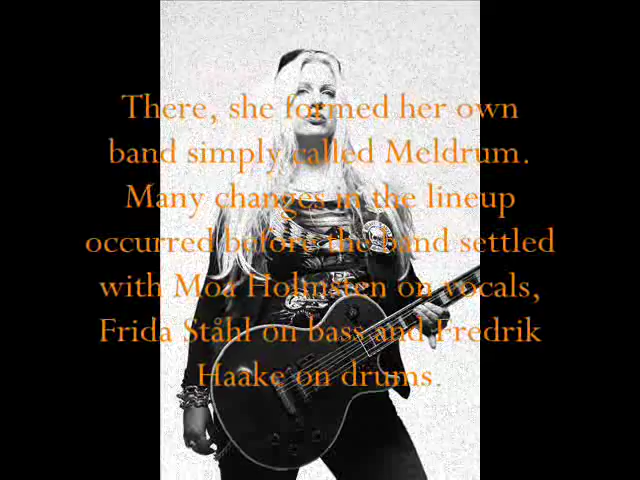 There, she formed her own
band simply called Meldrum.
Many changes in the lineup
occurred before the band settled
with Moa Holmsten on vocals,
Frida Ståhl on bass and Fredrik
Haake on drums.